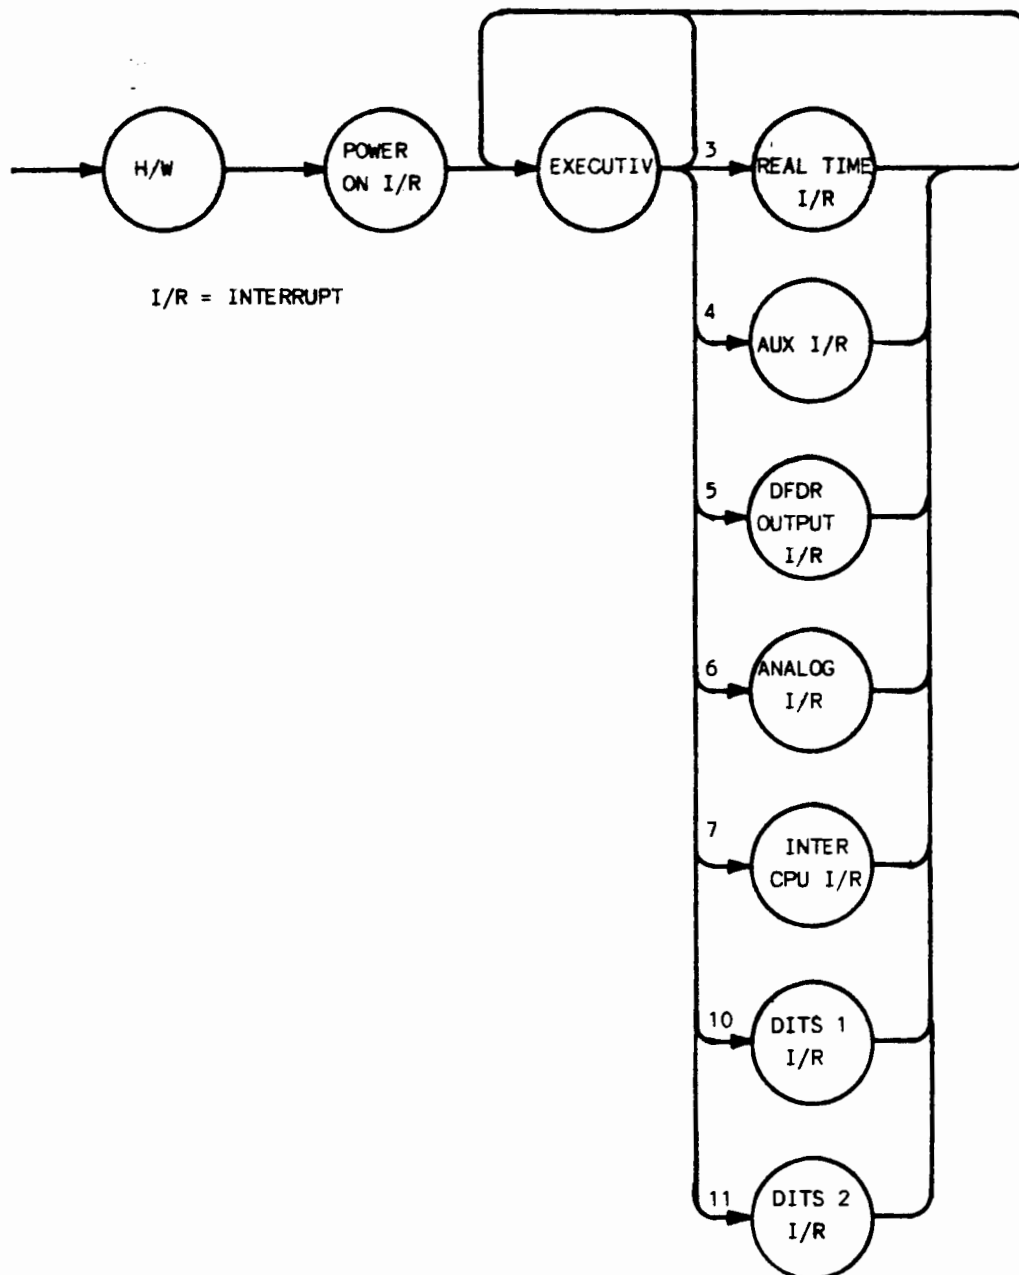 H/W
POWER
ON I/R
EXECUTIV
3
REAL TIME
I/R
I/R = INTERRUPT
4
AUX I/R
5
DFDR
OUTPUT
I/R
6
ANALOG
I/R
7
INTER
CPU I/R
10
DITS 1
I/R
11
DITS 2
I/R